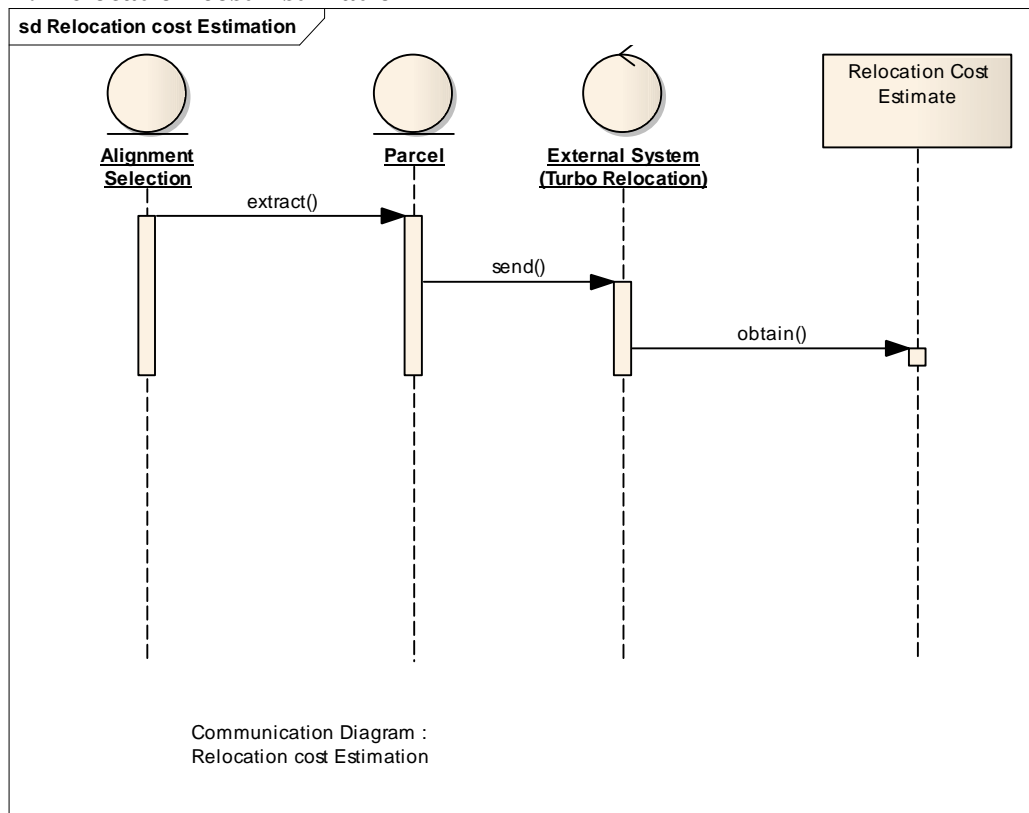 sd Relocation cost Estimation
Alignment
Selection
Parcel
External System
(Turbo Relocation)
Relocation Cost
Estimate
extract()
send()
obtain()
Communication Diagram :
Relocation cost Estimation